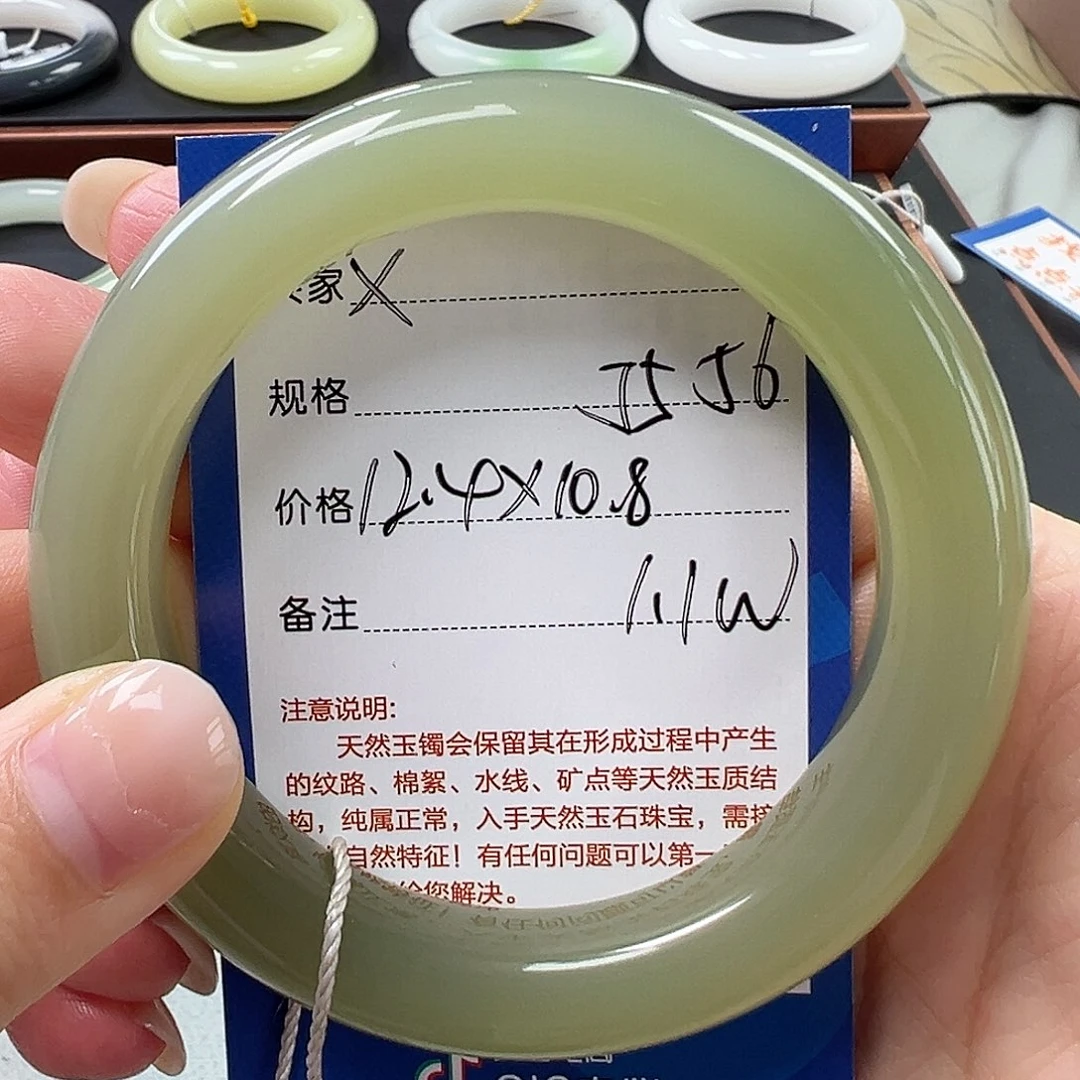 家X
规格 J556
价格 12.4X10.8
备注 1.1W
注意说明:
天然玉镯会保留其在形成过程中产生
的纹路、棉絮、水线、矿点等天然玉质结
构，纯属正常，入手天然玉石珠宝，需接
自然特征！有任何问题可以第一
给您解决。